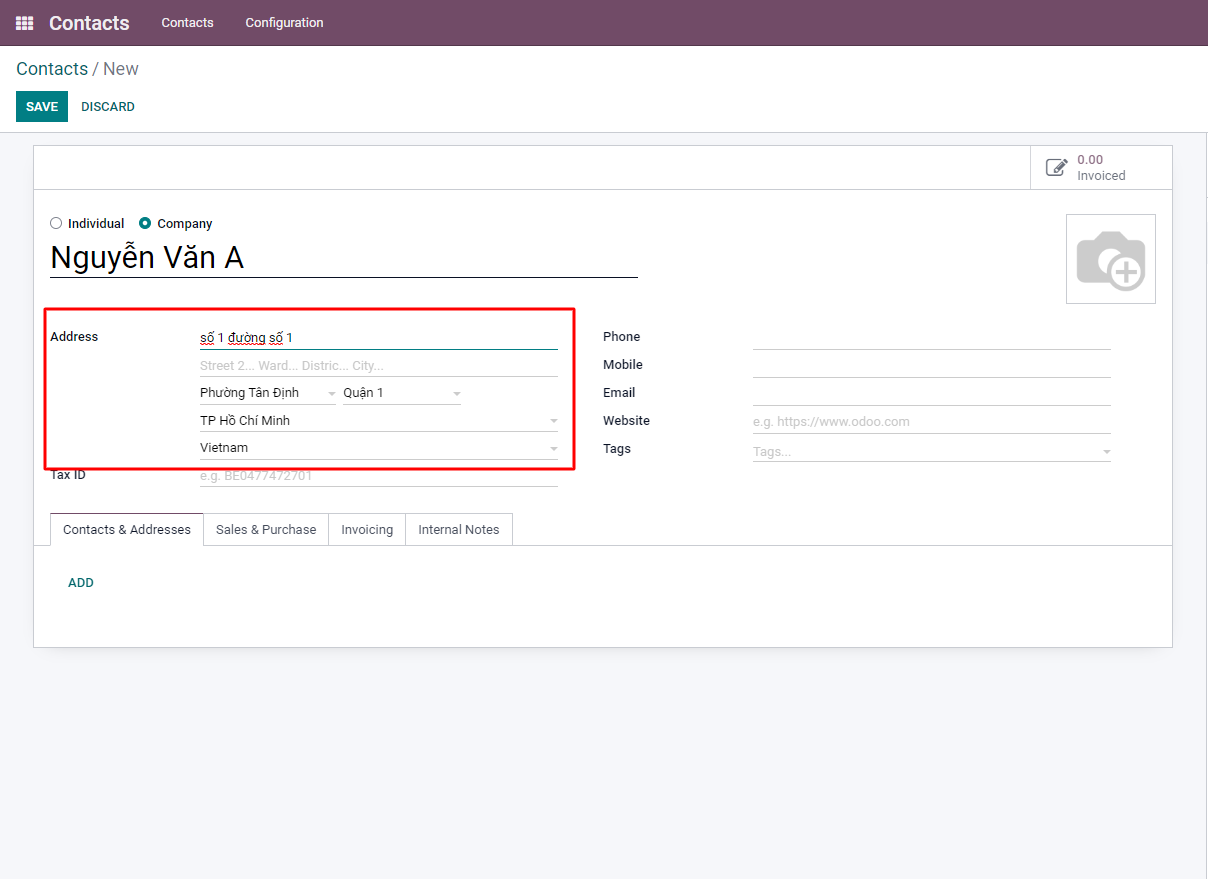 Contacts Contacts Configuration
Contacts / New
SAVE DISCARD
0.00
Invoiced
Individual Company
Nguyễn Văn A
Address số 1 đường số 1
Street 2... Ward... Distric... City...
Phường Tân Định Quận 1
TP Hồ Chí Minh
Vietnam
Tax ID e.g. BE0477472701
Phone
Mobile
Email
Website e.g. https://www.odoo.com
Tags Tags...
Contacts & Addresses Sales & Purchase Invoicing Internal Notes
ADD